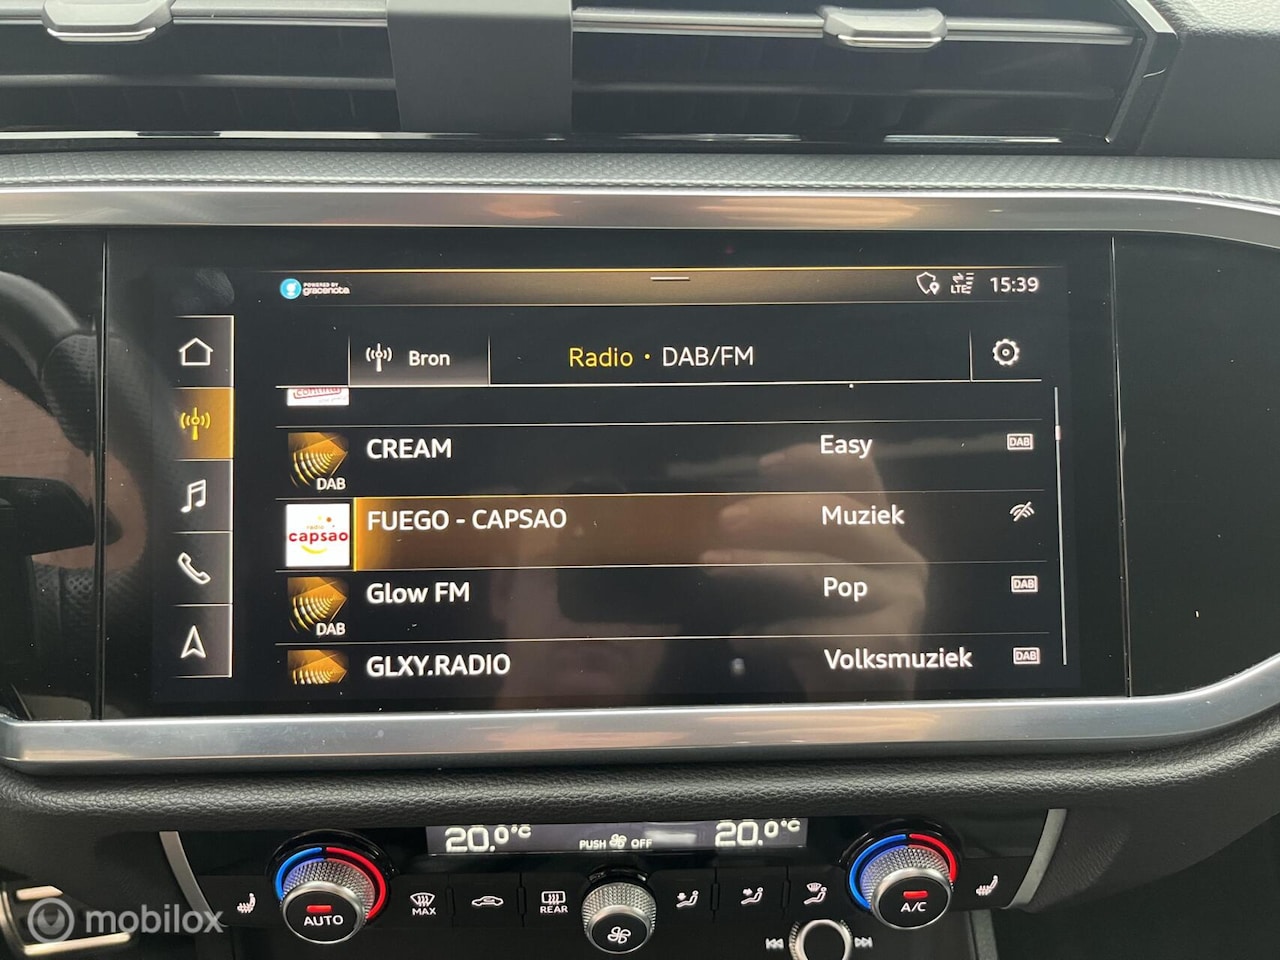 POWERED BY
gracenote
LTE 15:39
Bron Radio · DAB/FM
contina
CREAM Easy DAB
DAB
radio
capsao
FUEGO - CAPSAO Muziek
Glow FM Pop DAB
DAB
GLXY.RADIO Volksmuziek DAB
20.0°C PUSH OFF 20.0°C
AUTO MAX REAR A/C
mobilox